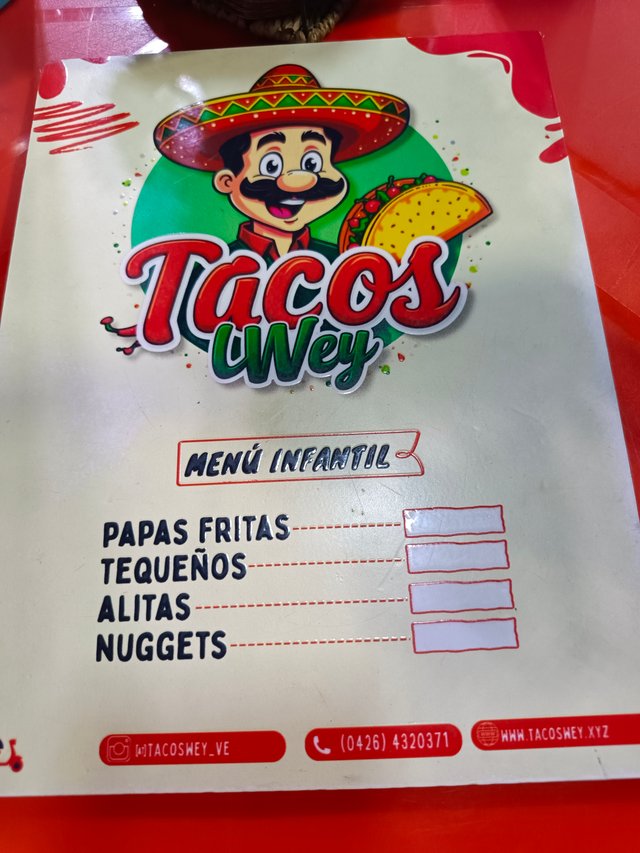 Tacos
Wey
MENÚ INFANTIL
PAPAS FRITAS
TEQUEÑOS
ALITAS
NUGGETS
@TACOSWEY_VE
(0426) 4320371
WWW.TACOSWEY.XYZ